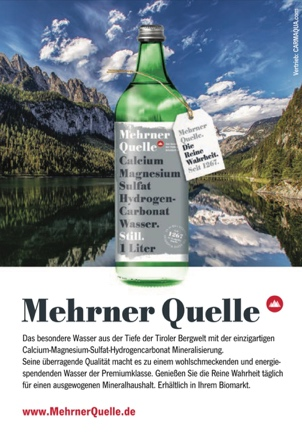 Vertrieb: CARMAQUA.com
Mehrner
Quelle
Calcium
Magnesium
Sulfat
Hydrogen-
Carbonat
Wasser.
Still.
1 Liter
1267
Mehrner
Quelle.
Die
Reine
Wahrheit.
Seit 1267.
Mehrner Quelle
Das besondere Wasser aus der Tiefe der Tiroler Bergwelt mit der einzigartigen
Calcium-Magnesium-Sulfat-Hydrogencarbonat Mineralisierung.
Seine überragende Qualität macht es zu einem wohlschmeckenden und energie-
spendenden Wasser der Premiumklasse. Genießen Sie die Reine Wahrheit täglich
für einen ausgewogenen Mineralhaushalt. Erhältlich in Ihrem Biomarkt.
www.MehrnerQuelle.de